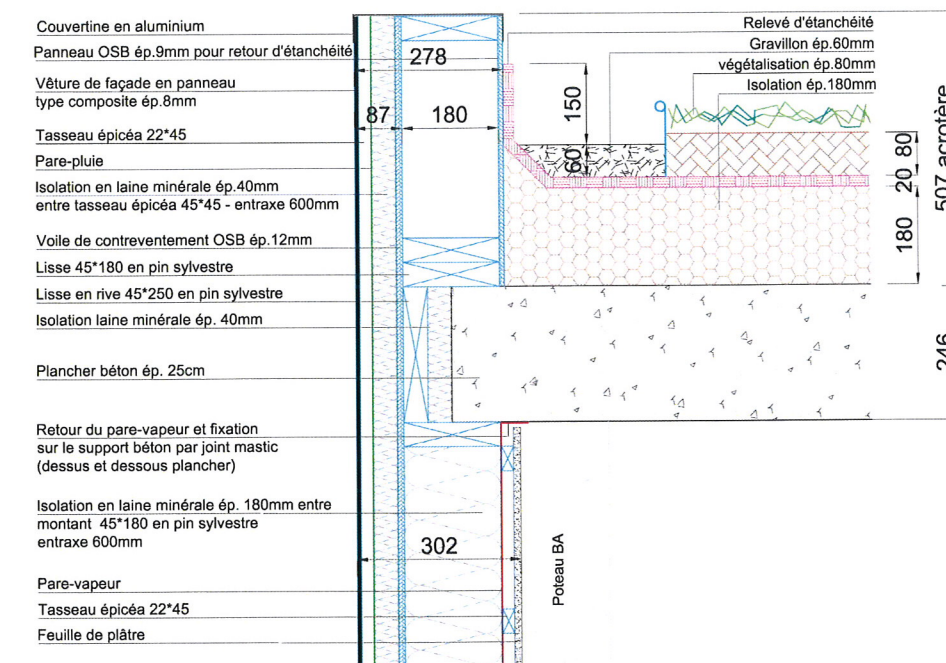 Couvertine en aluminium
Panneau OSB ép.9mm pour retour d'étanchéité
Vêture de façade en panneau
type composite ép.8mm
Tasseau épicéa 22*45
Pare-pluie
Isolation en laine minérale ép.40mm
entre tasseau épicéa 45*45 - entraxe 600mm
Voile de contreventement OSB ép.12mm
Lisse 45*180 en pin sylvestre
Lisse en rive 45*250 en pin sylvestre
Isolation laine minérale ép. 40mm
Plancher béton ép. 25cm
Retour du pare-vapeur et fixation
sur le support béton par joint mastic
(dessus et dessous plancher)
Isolation en laine minérale ép. 180mm entre
montant 45*180 en pin sylvestre
entraxe 600mm
Pare-vapeur
Tasseau épicéa 22*45
Feuille de plâtre
278
87
180
302
Relevé d'étanchéité
Gravillon ép.60mm
végétalisation ép.80mm
Isolation ép.180mm
150
60
80
20
180
507 acrotère
246
Poteau BA